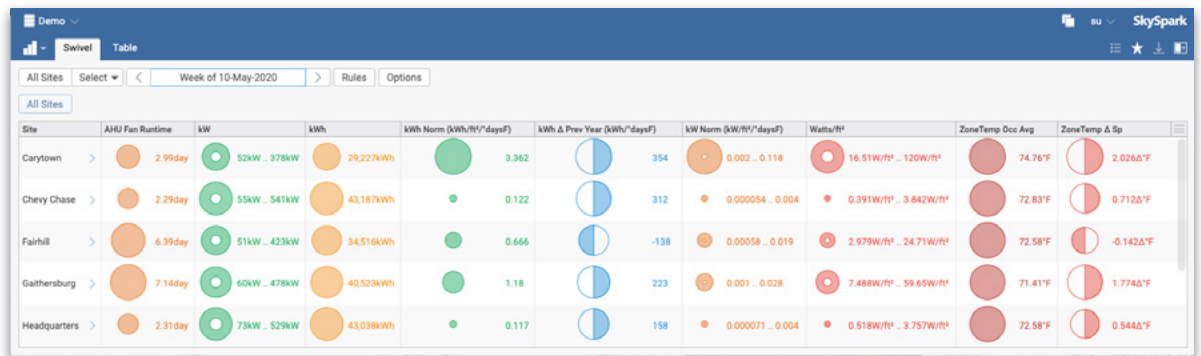 Demo su SkySpark
Swivel Table
All Sites Select < Week of 10-May-2020 > Rules Options
All Sites
Site AHU Fan Runtime kW kWh kWh Norm (kWh/ft²/°daysF) kWh Δ Prev Year (kWh/°daysF) kW Norm (kW/ft²/°daysF) Watts/ft² ZoneTemp Occ Avg ZoneTemp Δ Sp
Carytown > 2.99day 52kW .. 378kW 29,227kWh 3.362 354 0.002 .. 0.118 16.51W/ft² .. 120W/ft² 74.76°F 2.026Δ°F
Chevy Chase > 2.29day 55kW .. 541kW 43,187kWh 0.122 312 0.000054 .. 0.004 0.391W/ft² .. 3.842W/ft² 72.83°F 0.712Δ°F
Fairhill > 6.39day 51kW .. 423kW 34,516kWh 0.666 -138 0.00058 .. 0.019 2.979W/ft² .. 24.71W/ft² 72.58°F -0.142Δ°F
Gaithersburg > 7.14day 60kW .. 478kW 40,523kWh 1.18 223 0.001 .. 0.028 7.488W/ft² .. 59.65W/ft² 71.41°F 1.774Δ°F
Headquarters > 2.31day 73kW .. 529kW 43,038kWh 0.117 158 0.000071 .. 0.004 0.518W/ft² .. 3.757W/ft² 72.58°F 0.544Δ°F